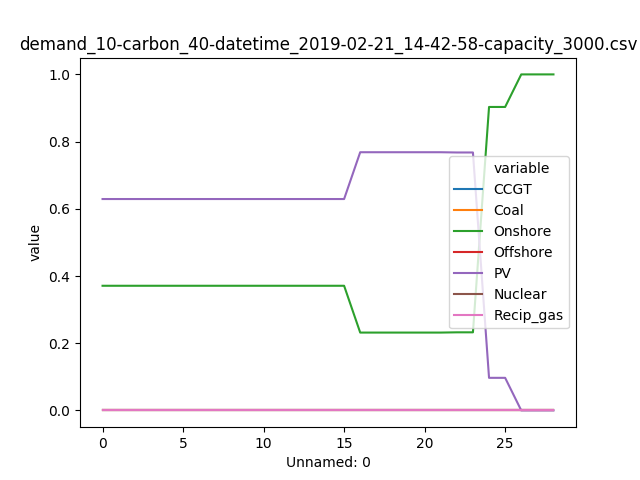 demand_10-carbon_40-datetime_2019-02-21_14-42-58-capacity_3000.csv
1.0
0.8
0.6
0.4
0.2
0.0
value
variable
CCGT
Coal
Onshore
Offshore
PV
Nuclear
Recip_gas
0 5 10 15 20 25
Unnamed: 0